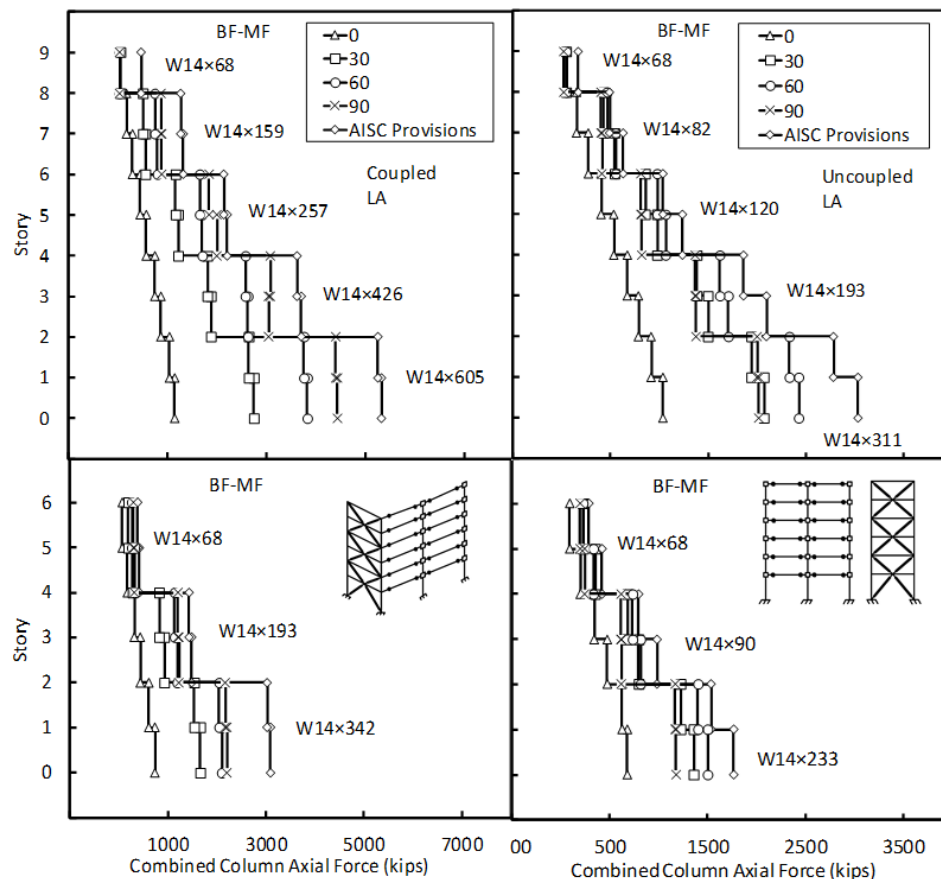 BF-MF
0
30
60
90
AISC Provisions
W14×68
W14×159
W14×257
W14×426
W14×605
Coupled
LA
9
8
7
6
5
4
3
2
1
0
Story
BF-MF
0
30
60
90
AISC Provisions
W14×68
W14×82
W14×120
W14×193
W14×311
Uncoupled
LA
BF-MF
W14×68
W14×193
W14×342
6
5
4
3
2
1
0
Story
1000 3000 5000 7000
Combined Column Axial Force (kips)
BF-MF
W14×68
W14×90
W14×233
00 500 1500 2500 3500
Combined Column Axial Force (kips)